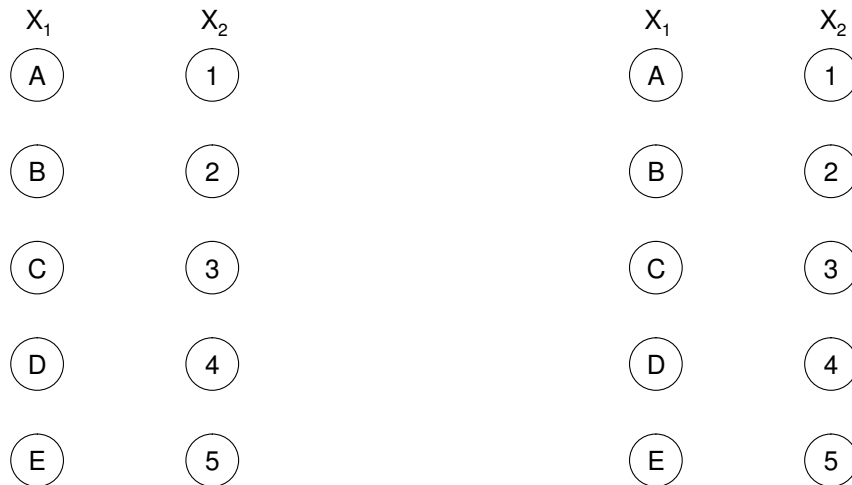 X₁ X₂ X₁ X₂
A 1 A 1
B 2 B 2
C 3 C 3
D 4 D 4
E 5 E 5